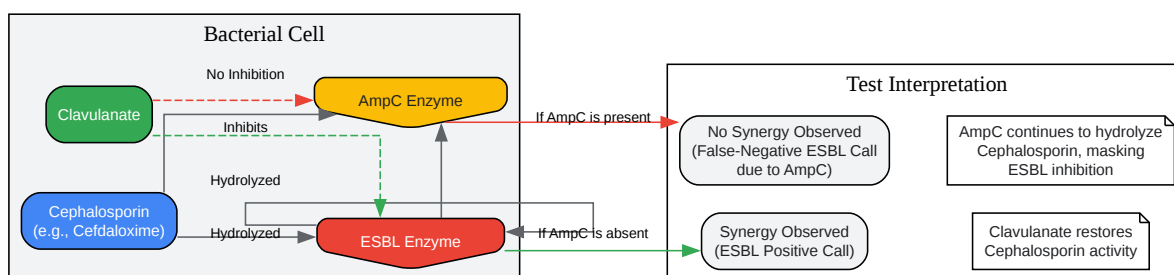 Bacterial Cell
No Inhibition
Clavulanate
AmpC Enzyme
Inhibits
If AmpC is present
Hydrolyzed
Cephalosporin
(e.g., Cefdaloxime)
Hydrolyzed
ESBL Enzyme
If AmpC is absent
Test Interpretation
No Synergy Observed
(False-Negative ESBL Call
due to AmpC)
AmpC continues to hydrolyze
Cephalosporin, masking
ESBL inhibition
Synergy Observed
(ESBL Positive Call)
Clavulanate restores
Cephalosporin activity